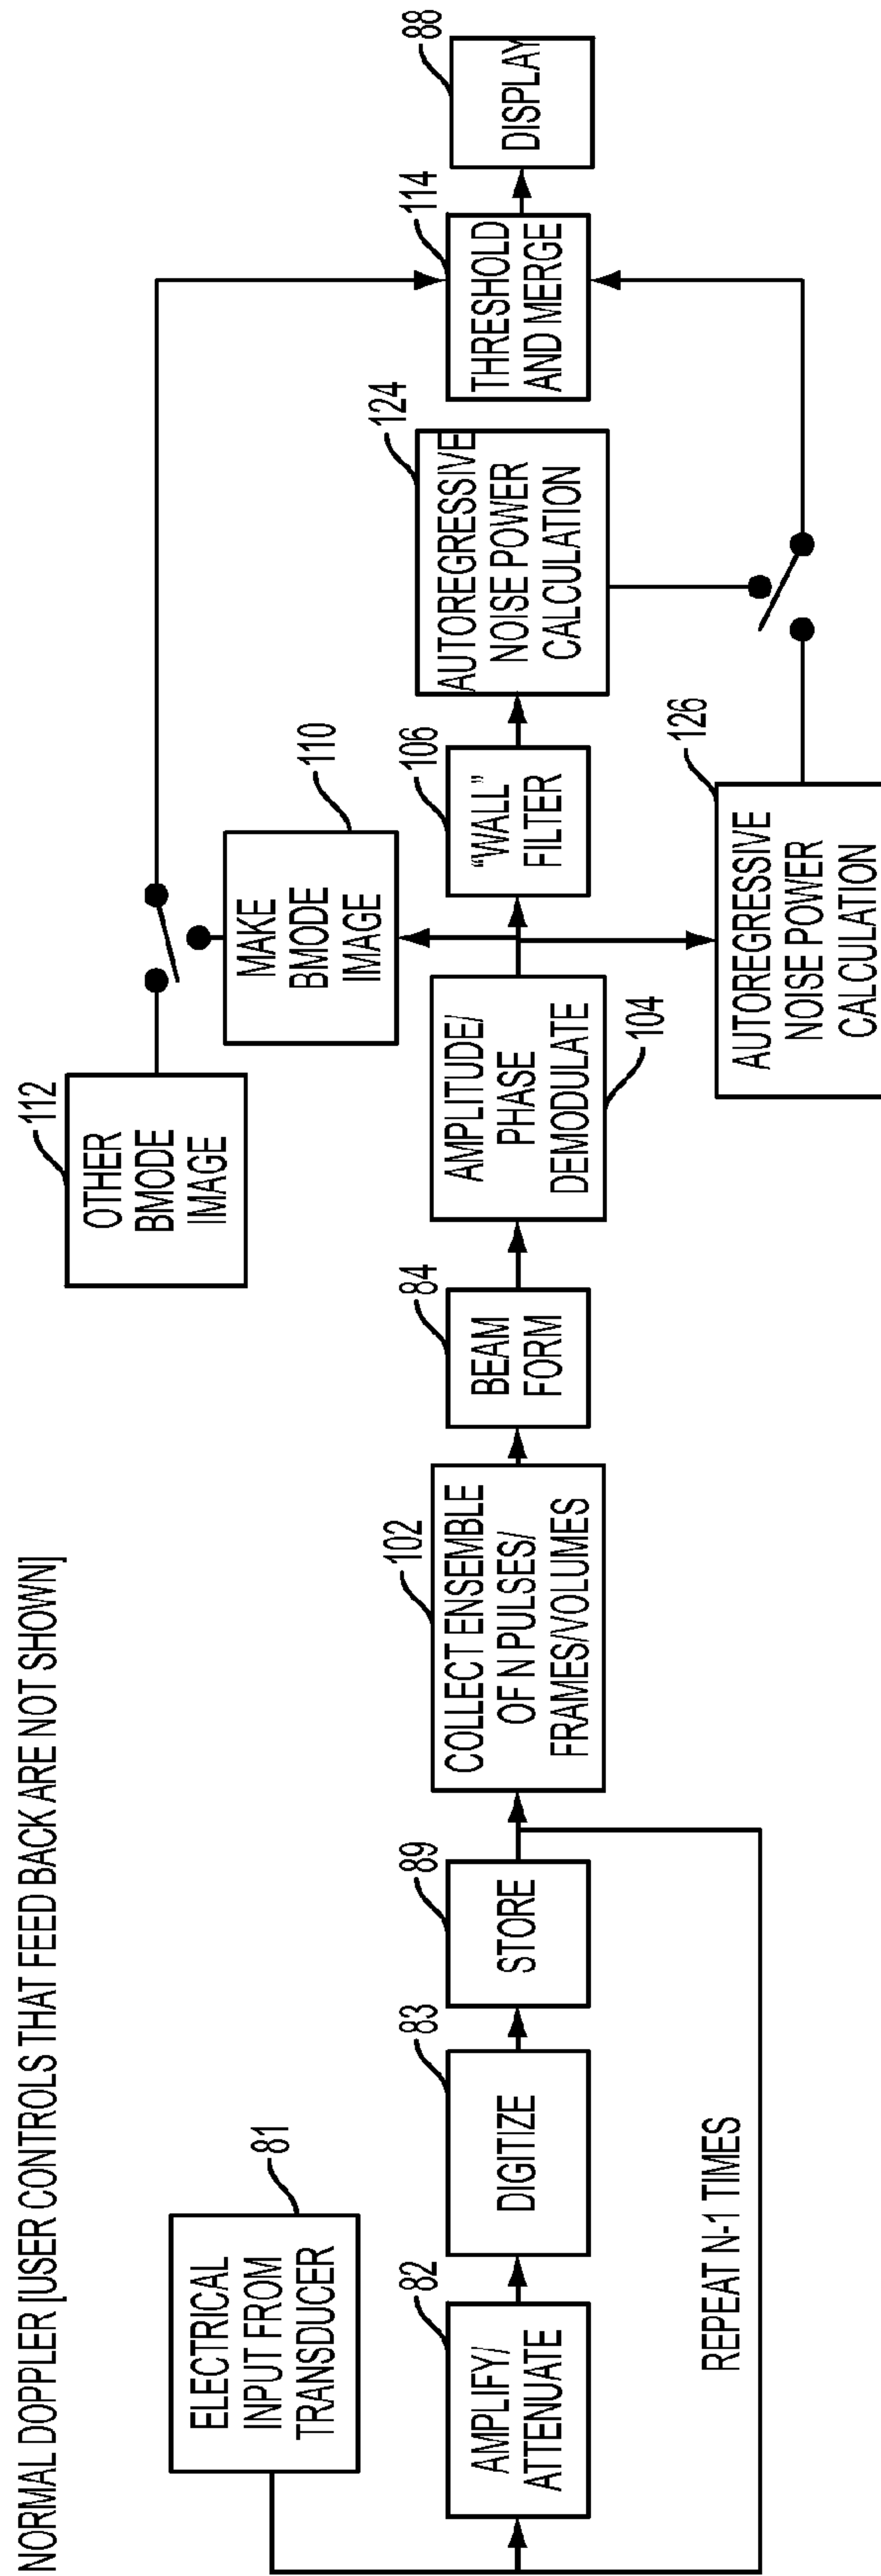 NORMAL DOPPLER [USER CONTROLS THAT FEED BACK ARE NOT SHOWN]
81
ELECTRICAL
INPUT FROM
TRANSDUCER
82
AMPLIFY/
ATTENUATE
83
DIGITIZE
89
STORE
REPEAT N-1 TIMES
102
COLLECT ENSEMBLE
OF N PULSES/
FRAMES/VOLUMES
84
BEAM
FORM
AMPLITUDE/
PHASE
DEMODULATE
104
112
OTHER
BMODE
IMAGE
110
MAKE
BMODE
IMAGE
106
"WALL"
FILTER
124
AUTOREGRESSIVE
NOISE POWER
CALCULATION
126
AUTOREGRESSIVE
NOISE POWER
CALCULATION
114
THRESHOLD
AND MERGE
88
DISPLAY